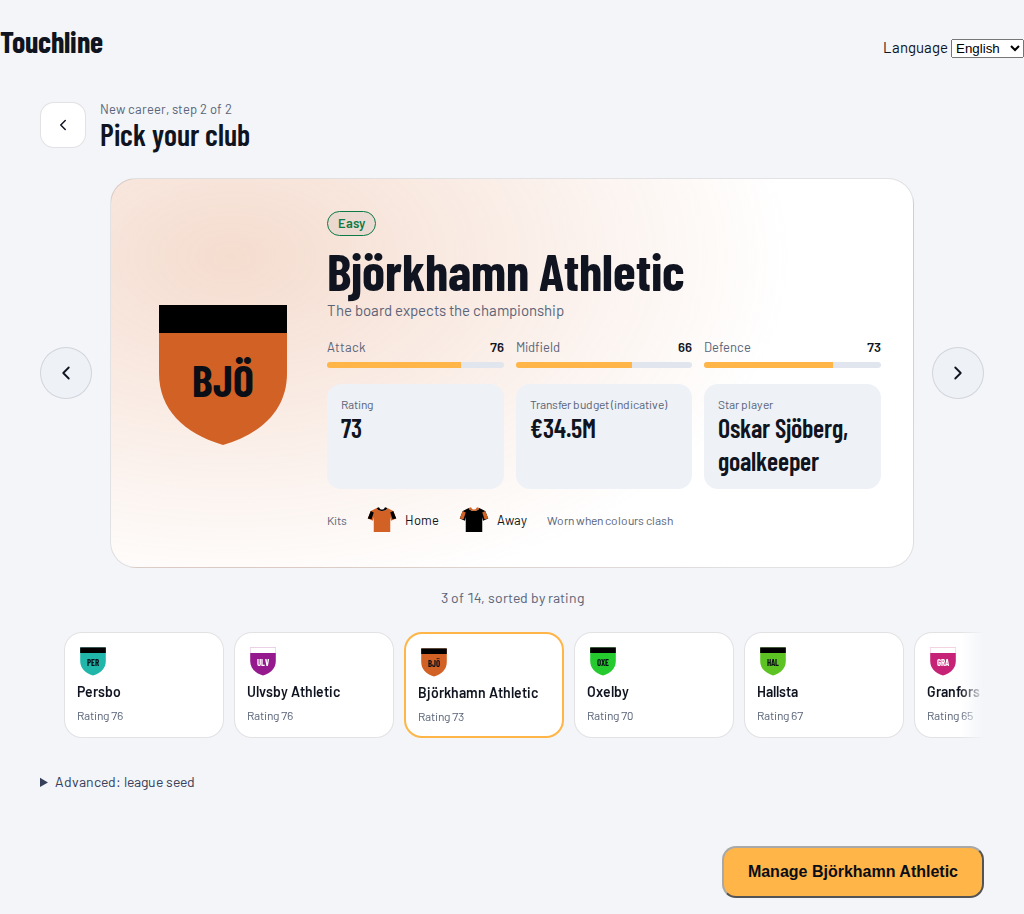 Touchline
Language English
New career, step 2 of 2
Pick your club
Easy
Björkhamn Athletic
The board expects the championship
BJÖ
Attack 76 Midfield 66 Defence 73
Rating
73
Transfer budget (indicative)
€34.5M
Star player
Oskar Sjöberg,
goalkeeper
Kits Home Away Worn when colours clash
3 of 14, sorted by rating
PER
Persbo
Rating 76
ULV
Ulvsby Athletic
Rating 76
BJÖ
Björkhamn Athletic
Rating 73
OXE
Oxelby
Rating 70
HAL
Hallsta
Rating 67
GRA
Granfors
Rating 65
Advanced: league seed
Manage Björkhamn Athletic